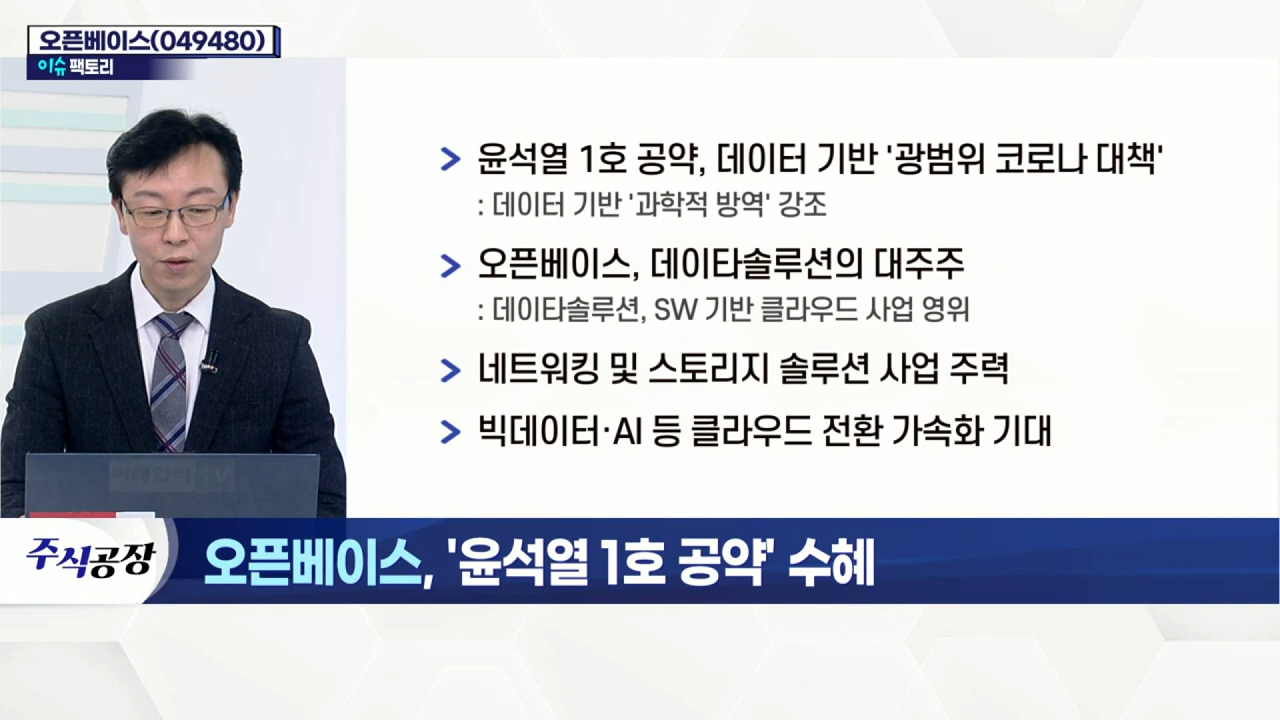 오픈베이스(049480)
이슈 팩토리
윤석열 1호 공약, 데이터 기반 '광범위 코로나 대책'
: 데이터 기반 '과학적 방역' 강조
오픈베이스, 데이타솔루션의 대주주
: 데이타솔루션, SW 기반 클라우드 사업 영위
네트워킹 및 스토리지 솔루션 사업 주력
빅데이터·AI 등 클라우드 전환 가속화 기대
주식공장
오픈베이스, '윤석열 1호 공약' 수혜